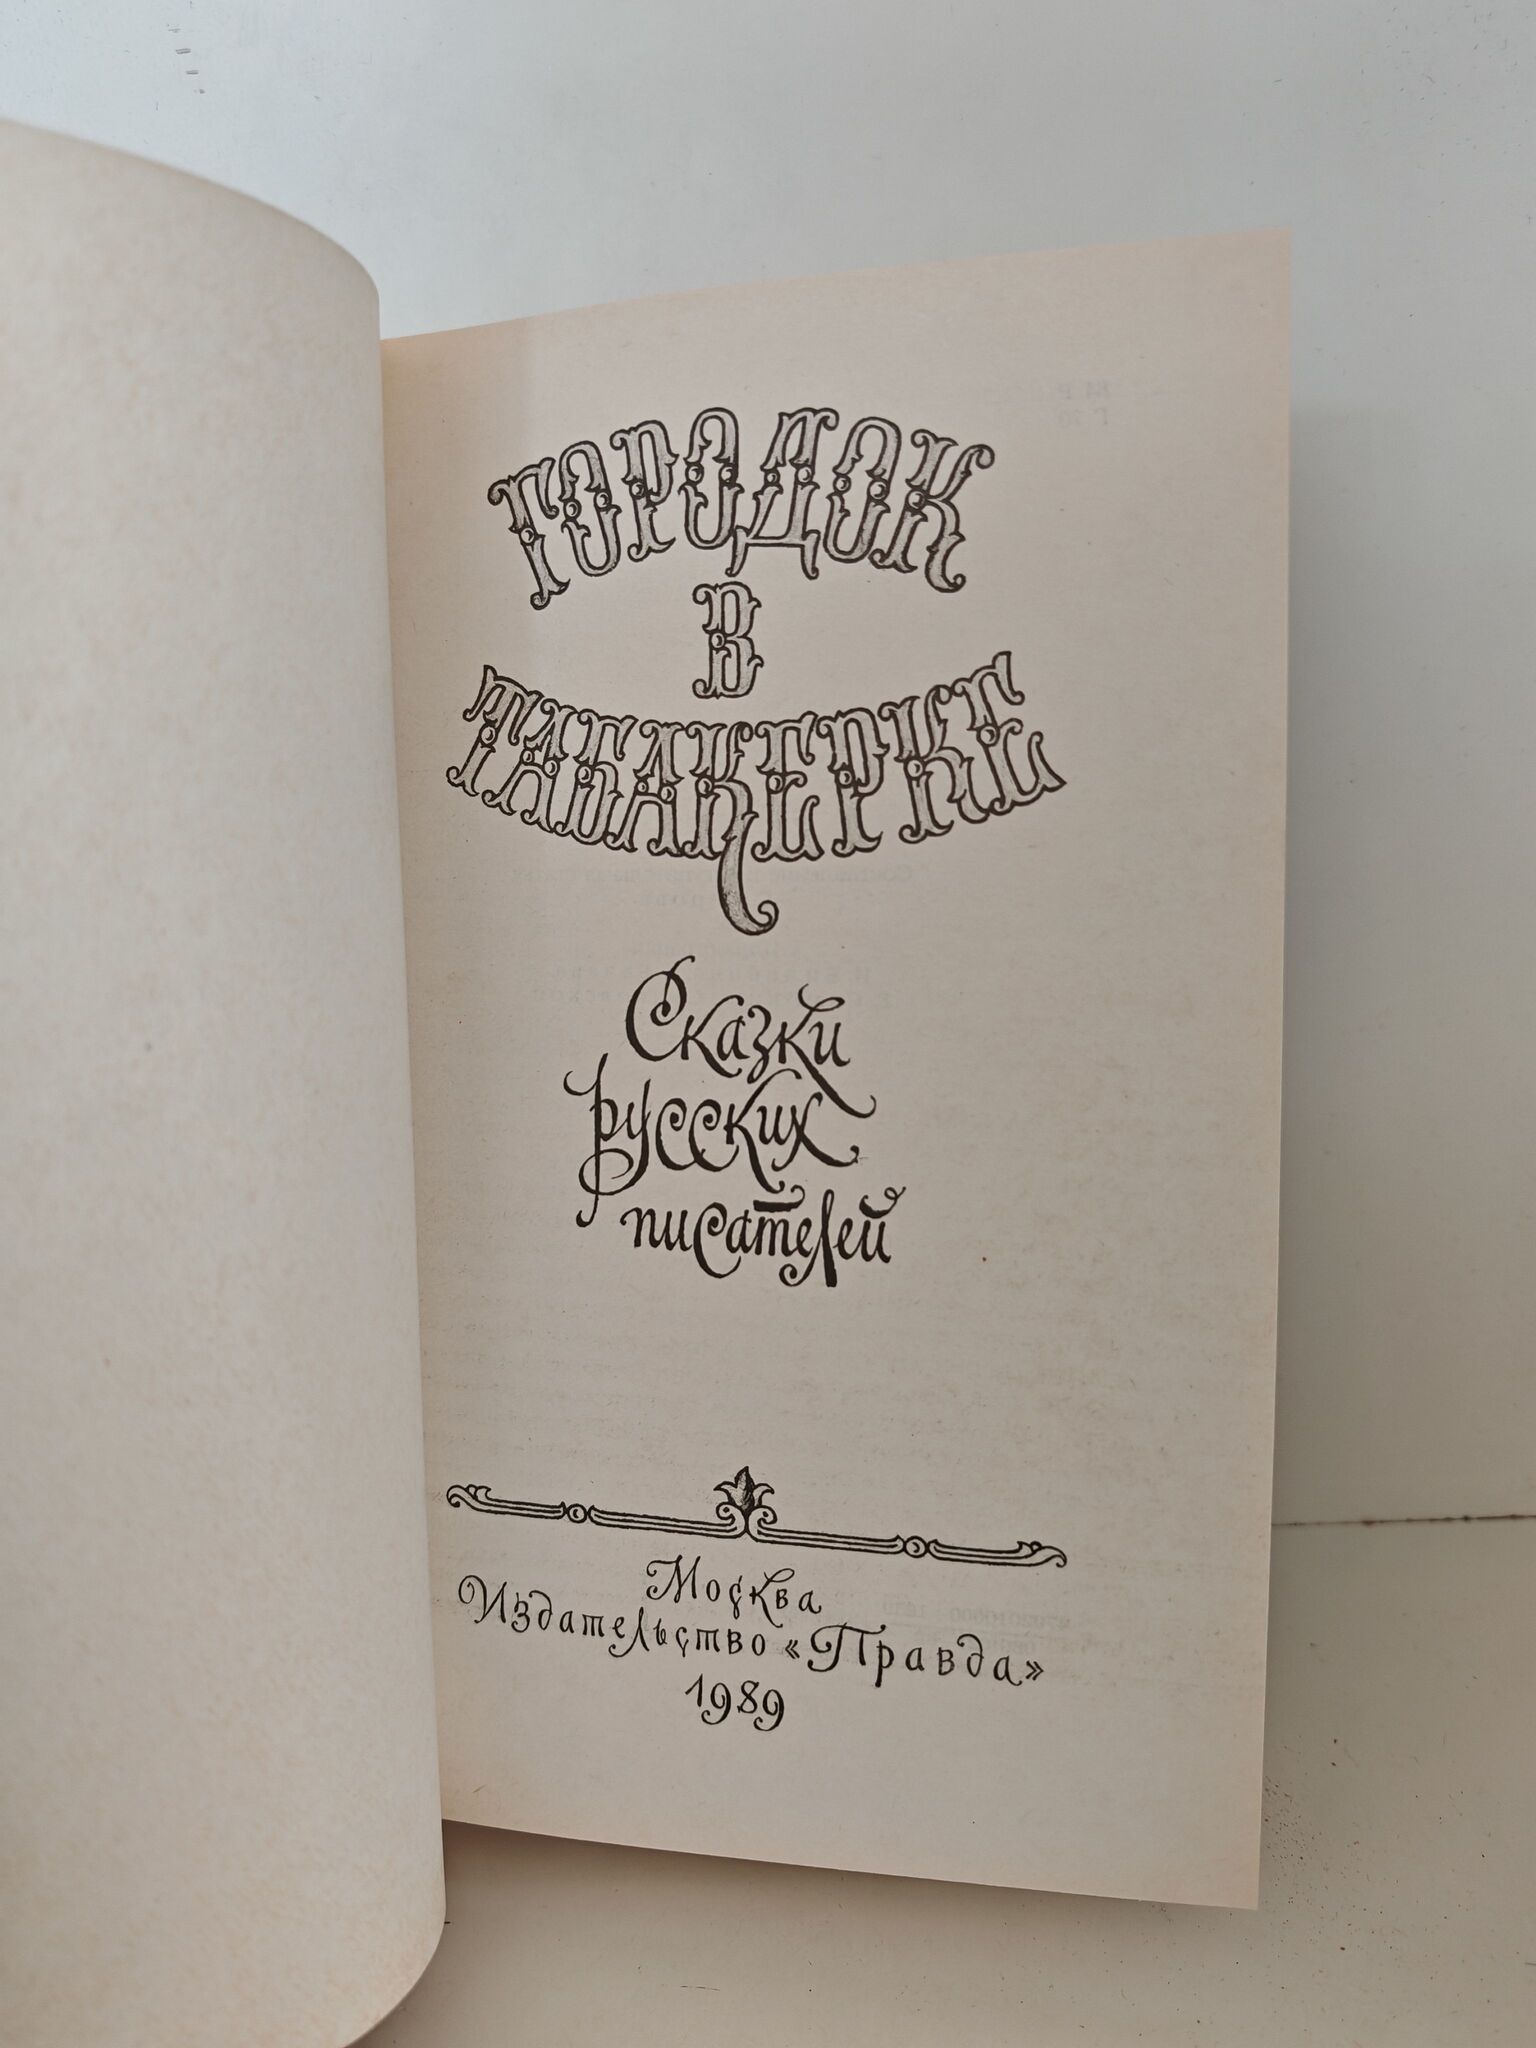 ГОРОДОК
В
ТАБАКЕРКЕ
Сказки
русских
писателей
Москва
Издательство «Правда»
1989